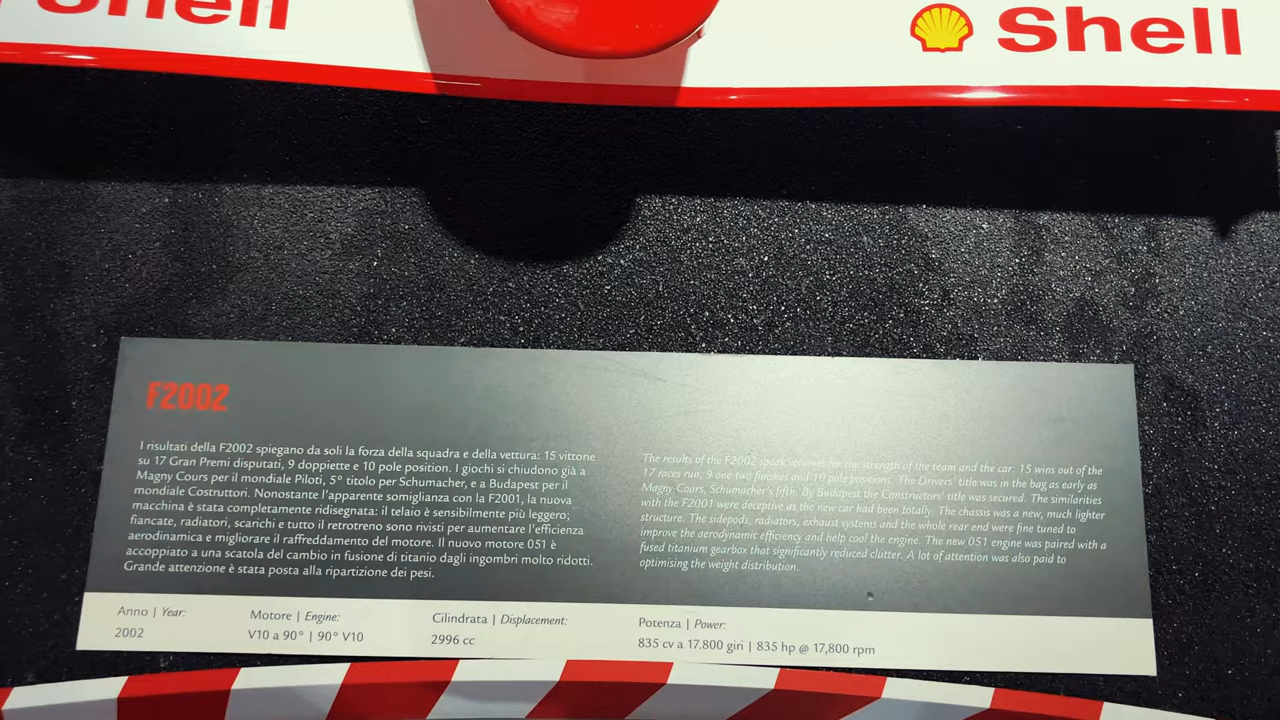 Shell
Shell
F2002
I risultati della F2002 spiegano da soli la forza della squadra e della vettura: 15 vittorie
su 17 Gran Premi disputati, 9 doppiette e 10 pole position. I giochi si chiudono già a
Magny Cours per il mondiale Piloti, 5° titolo per Schumacher, e a Budapest per il
mondiale Costruttori. Nonostante l'apparente somiglianza con la F2001, la nuova
macchina è stata completamente ridisegnata: il telaio è sensibilmente più leggero;
fiancate, radiatori, scarichi e tutto il retrotreno sono rivisti per aumentare l'efficienza
aerodinamica e migliorare il raffreddamento del motore. Il nuovo motore 051 è
accoppiato a una scatola del cambio in fusione di titanio dagli ingombri molto ridotti.
Grande attenzione è stata posta alla ripartizione dei pesi.
The results of the F2002 speak volumes for the strength of the team and the car: 15 wins out of the
17 races run, 9 one-two finishes and 10 pole positions. The Drivers' title was in the bag as early as
Magny-Cours, Schumacher's fifth. By Budapest the Constructors' title was secured. The similarities
with the F2001 were deceptive as the new car had been totally. The chassis was a new, much lighter
structure. The sidepods, radiators, exhaust systems and the whole rear end were fine tuned to
improve the aerodynamic efficiency and help cool the engine. The new 051 engine was paired with a
fused titanium gearbox that significantly reduced clutter. A lot of attention was also paid to
optimising the weight distribution.
Anno | Year:
2002
Motore | Engine:
V10 a 90° | 90° V10
Cilindrata | Displacement:
2996 cc
Potenza | Power:
835 cv a 17.800 giri | 835 hp @ 17,800 rpm